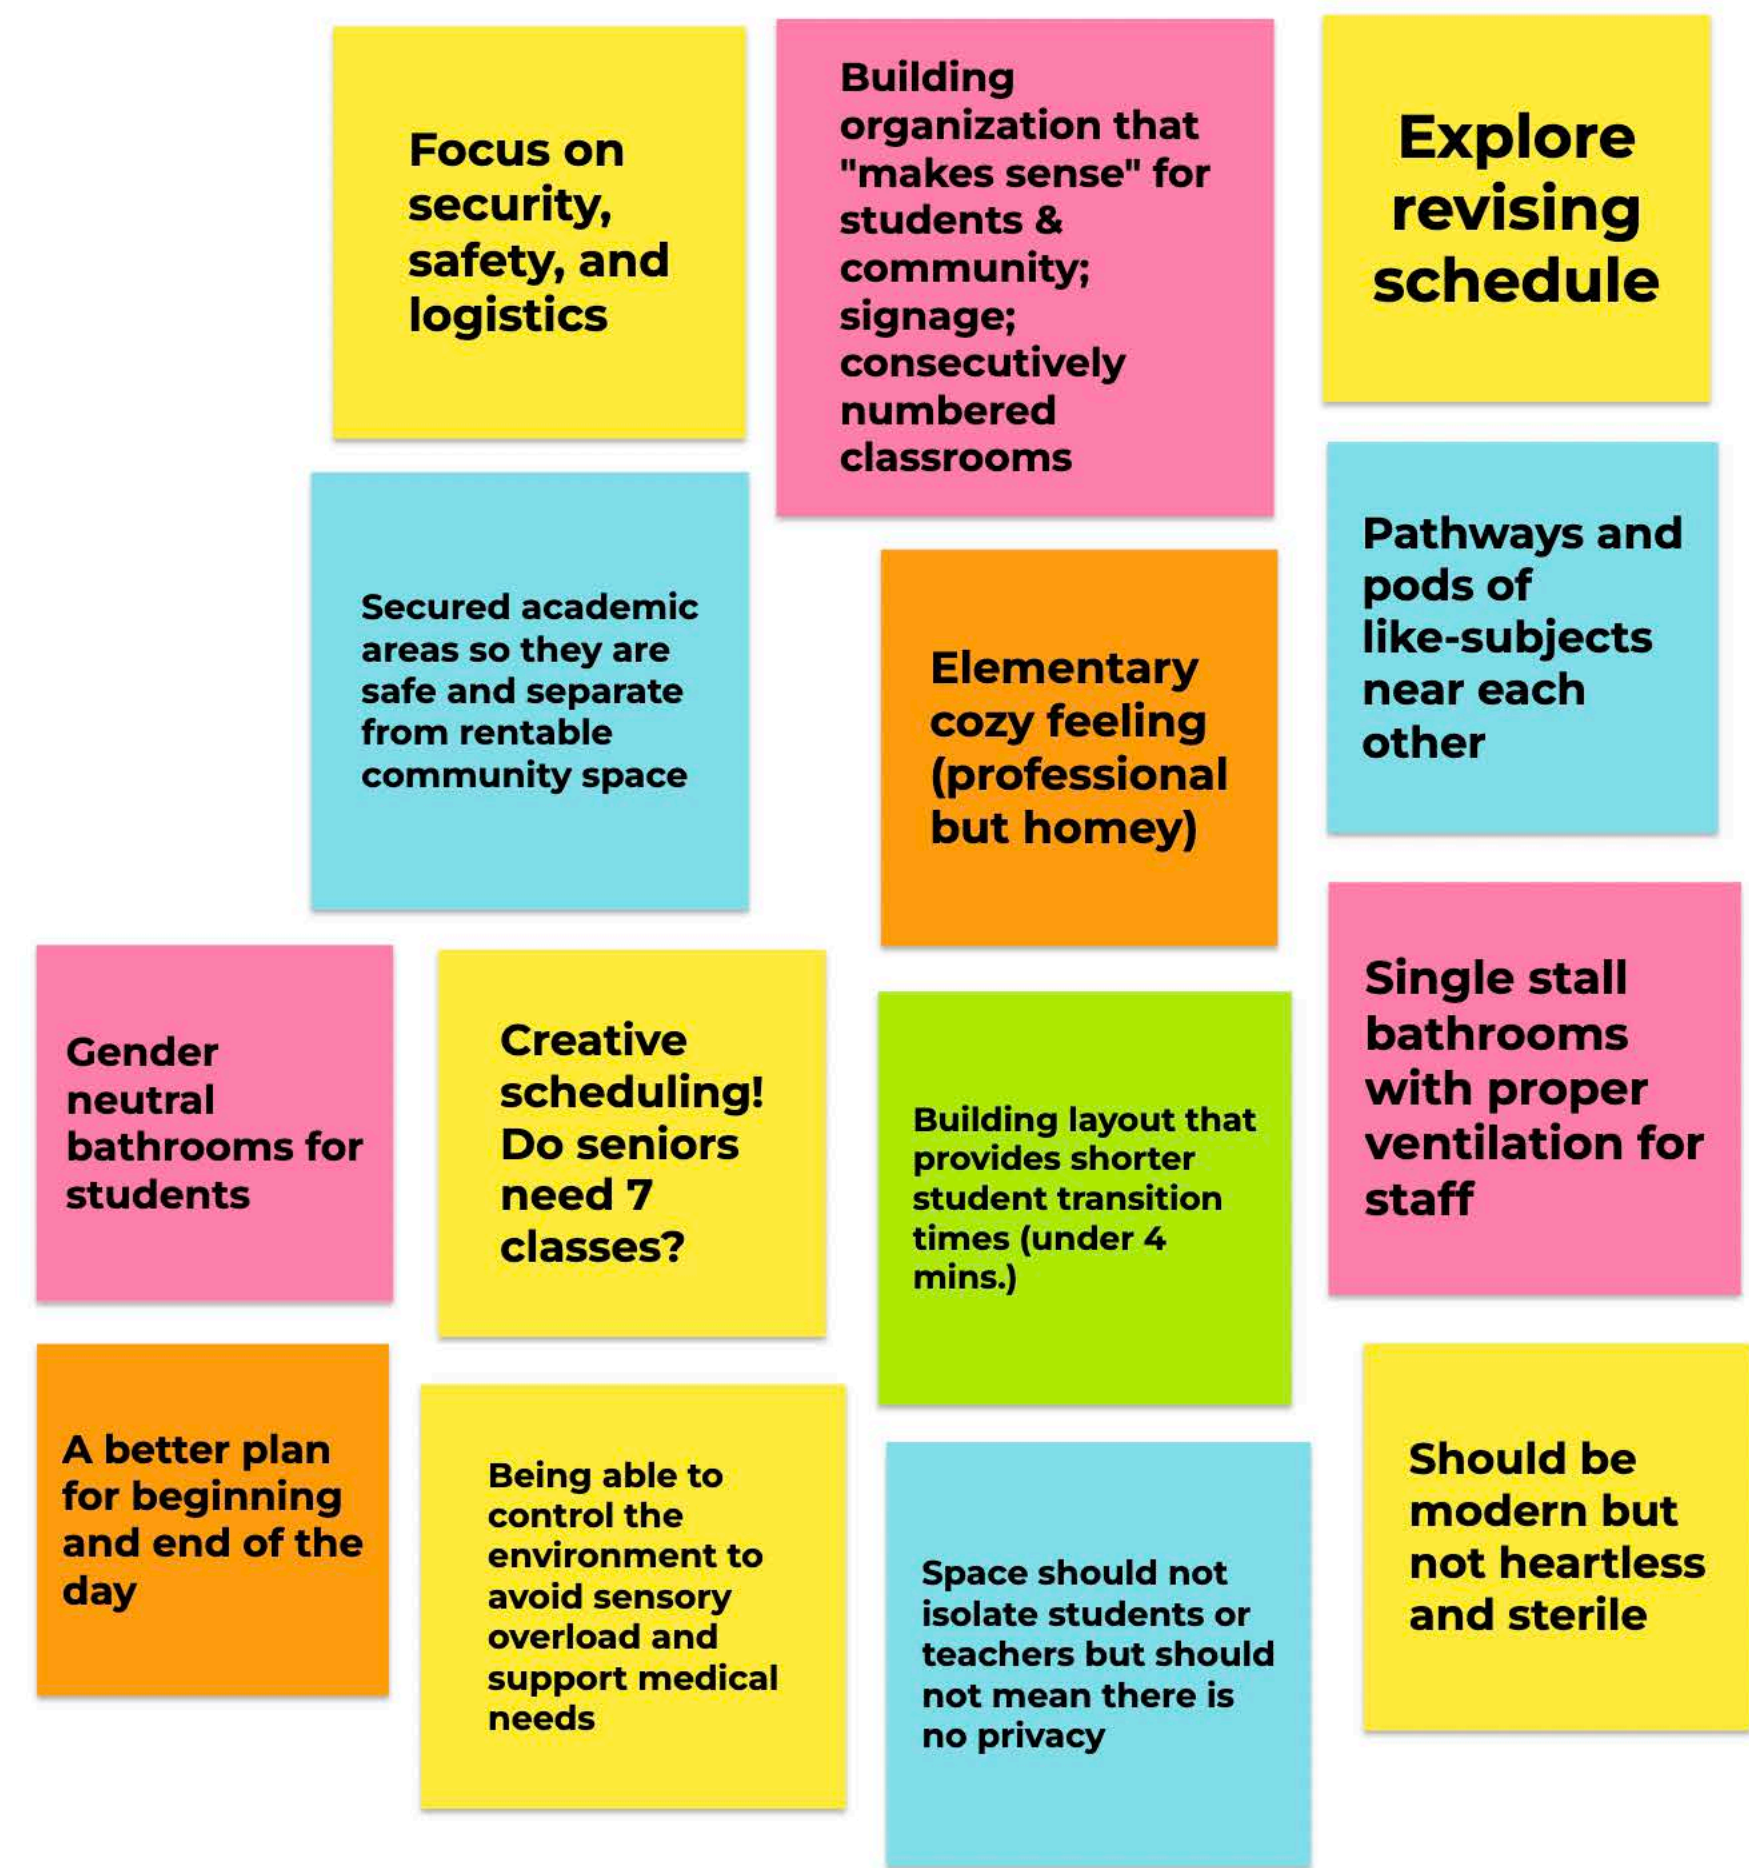 Focus on
security,
safety, and
logistics
Building
organization that
"makes sense" for
students &
community;
signage;
consecutively
numbered
classrooms
Explore
revising
schedule
Secured academic
areas so they are
safe and separate
from rentable
community space
Elementary
cozy feeling
(professional
but homey)
Pathways and
pods of
like-subjects
near each
other
Gender
neutral
bathrooms for
students
Creative
scheduling!
Do seniors
need 7
classes?
Building layout that
provides shorter
student transition
times (under 4
mins.)
Single stall
bathrooms
with proper
ventilation for
staff
A better plan
for beginning
and end of the
day
Being able to
control the
environment to
avoid sensory
overload and
support medical
needs
Space should not
isolate students or
teachers but should
not mean there is
no privacy
Should be
modern but
not heartless
and sterile